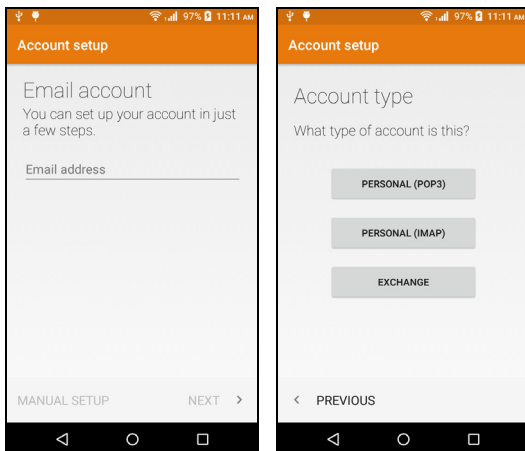 97% 11:11 AM
Account setup
Email account
You can set up your account in just
a few steps.
Email address
MANUAL SETUP NEXT
97% 11:11 AM
Account setup
Account type
What type of account is this?
PERSONAL (POP3)
PERSONAL (IMAP)
EXCHANGE
PREVIOUS